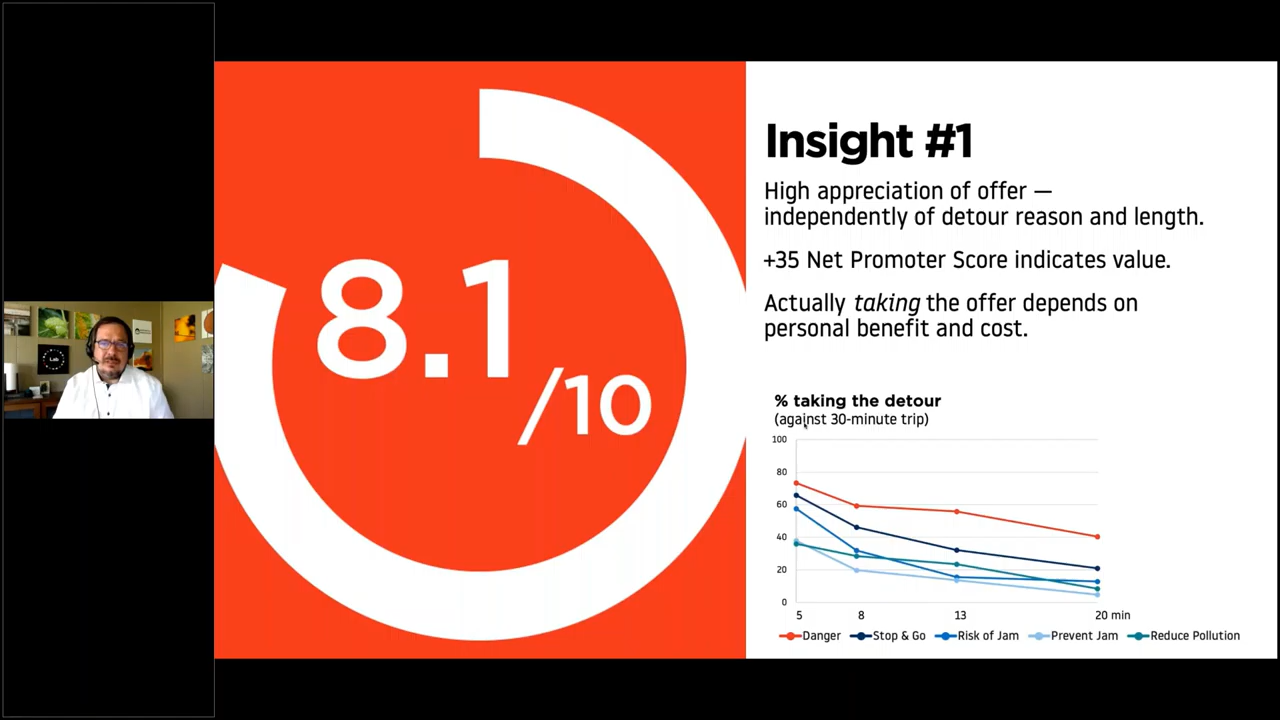 8.1
/10
Insight #1
High appreciation of offer —
independently of detour reason and length.
+35 Net Promoter Score indicates value.
Actually taking the offer depends on
personal benefit and cost.
% taking the detour
(against 30-minute trip)
100
80
60
40
20
0
5 8 13 20 min
Danger Stop & Go Risk of Jam Prevent Jam Reduce Pollution
Lab